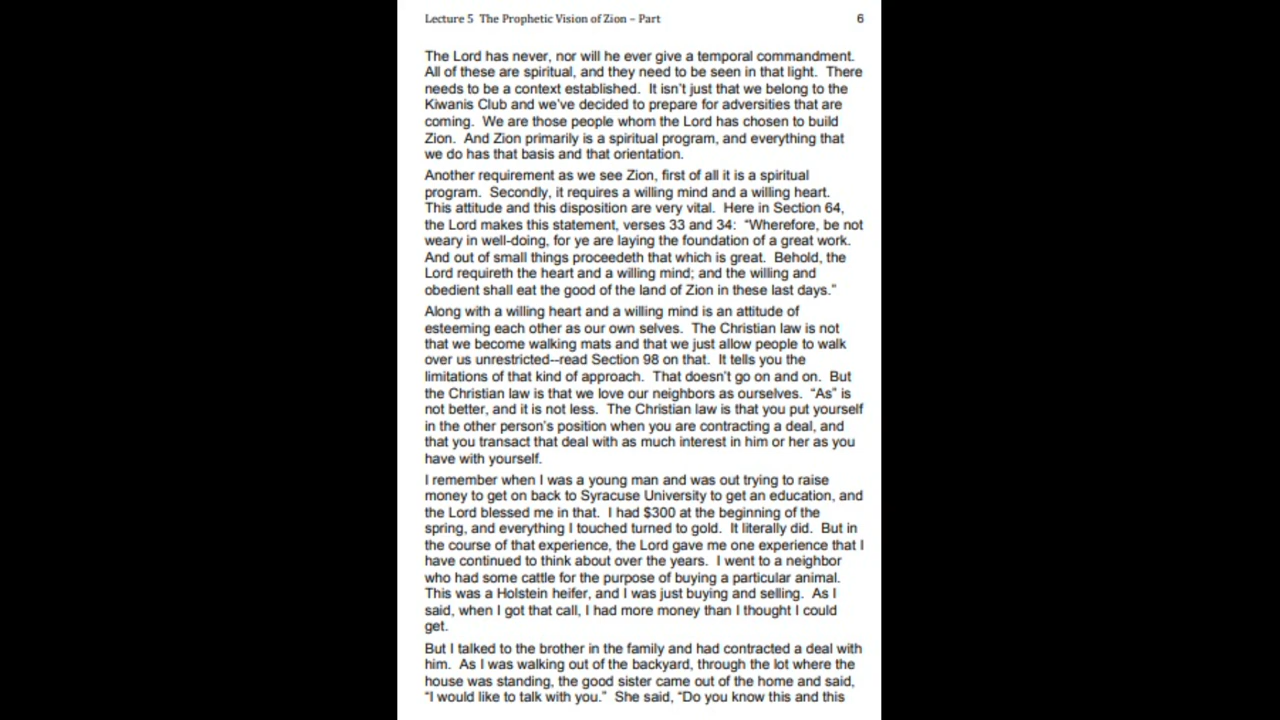 Lecture 5  The Prophetic Vision of Zion – Part 6
The Lord has never, nor will he ever give a temporal commandment.
All of these are spiritual, and they need to be seen in that light.  There
needs to be a context established.  It isn't just that we belong to the
Kiwanis Club and we've decided to prepare for adversities that are
coming.  We are those people whom the Lord has chosen to build
Zion.  And Zion primarily is a spiritual program, and everything that
we do has that basis and that orientation.
Another requirement as we see Zion, first of all it is a spiritual
program.  Secondly, it requires a willing mind and a willing heart.
This attitude and this disposition are very vital.  Here in Section 64,
the Lord makes this statement, verses 33 and 34:  “Wherefore, be not
weary in well-doing, for ye are laying the foundation of a great work.
And out of small things proceedeth that which is great.  Behold, the
Lord requireth the heart and a willing mind; and the willing and
obedient shall eat the good of the land of Zion in these last days.”
Along with a willing heart and a willing mind is an attitude of
esteeming each other as our own selves.  The Christian law is not
that we become walking mats and that we just allow people to walk
over us unrestricted--read Section 98 on that.  It tells you the
limitations of that kind of approach.  That doesn't go on and on.  But
the Christian law is that we love our neighbors as ourselves.  “As” is
not better, and it is not less.  The Christian law is that you put yourself
in the other person's position when you are contracting a deal, and
that you transact that deal with as much interest in him or her as you
have with yourself.
I remember when I was a young man and was out trying to raise
money to get on back to Syracuse University to get an education, and
the Lord blessed me in that.  I had $300 at the beginning of the
spring, and everything I touched turned to gold.  It literally did.  But in
the course of that experience, the Lord gave me one experience that I
have continued to think about over the years.  I went to a neighbor
who had some cattle for the purpose of buying a particular animal.
This was a Holstein heifer, and I was just buying and selling.  As I
said, when I got that call, I had more money than I thought I could
get.
But I talked to the brother in the family and had contracted a deal with
him.  As I was walking out of the backyard, through the lot where the
house was standing, the good sister came out of the home and said,
“I would like to talk with you.”  She said, “Do you know this and this